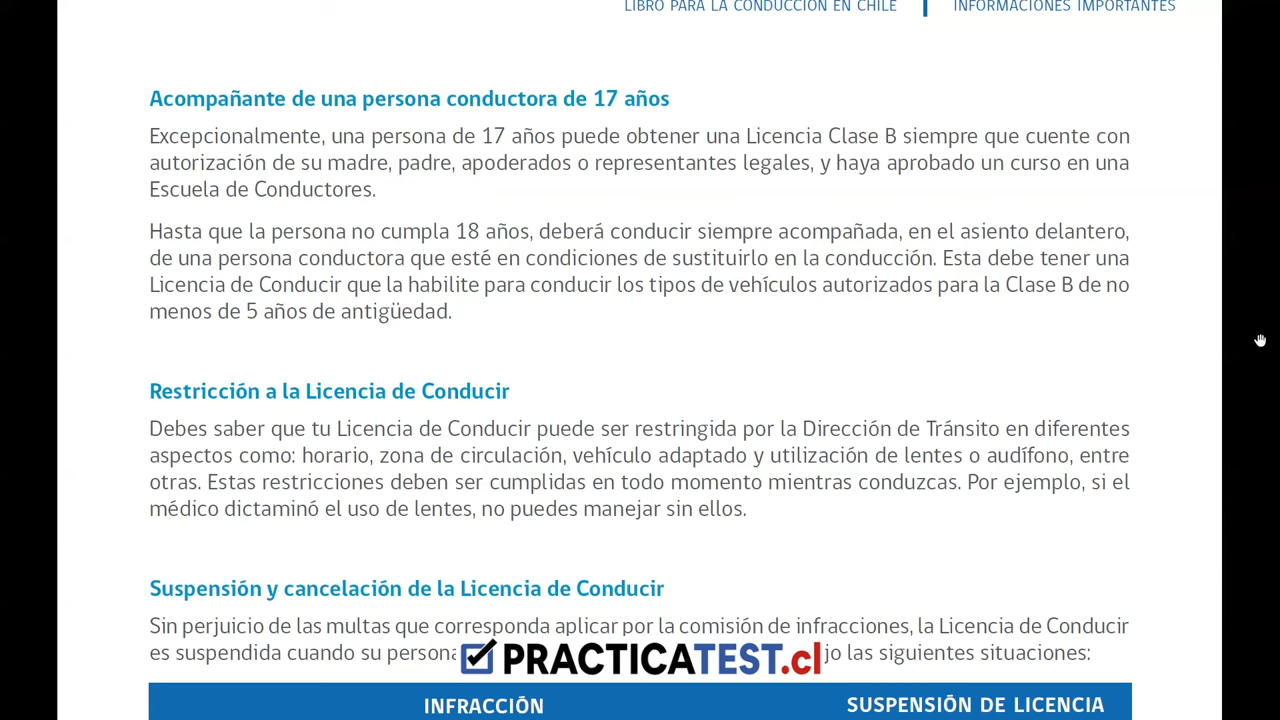 LIBRO PARA LA CONDUCCIÓN EN CHILE | INFORMACIONES IMPORTANTES
Acompañante de una persona conductora de 17 años
Excepcionalmente, una persona de 17 años puede obtener una Licencia Clase B siempre que cuente con
autorización de su madre, padre, apoderados o representantes legales, y haya aprobado un curso en una
Escuela de Conductores.
Hasta que la persona no cumpla 18 años, deberá conducir siempre acompañada, en el asiento delantero,
de una persona conductora que esté en condiciones de sustituirlo en la conducción. Esta debe tener una
Licencia de Conducir que la habilite para conducir los tipos de vehículos autorizados para la Clase B de no
menos de 5 años de antigüedad.
Restricción a la Licencia de Conducir
Debes saber que tu Licencia de Conducir puede ser restringida por la Dirección de Tránsito en diferentes
aspectos como: horario, zona de circulación, vehículo adaptado y utilización de lentes o audífono, entre
otras. Estas restricciones deben ser cumplidas en todo momento mientras conduzcas. Por ejemplo, si el
médico dictaminó el uso de lentes, no puedes manejar sin ellos.
Suspensión y cancelación de la Licencia de Conducir
Sin perjuicio de las multas que corresponda aplicar por la comisión de infracciones, la Licencia de Conducir
es suspendida cuando su persona PRACTICATEST.cl jo las siguientes situaciones:
INFRACCIÓN SUSPENSIÓN DE LICENCIA